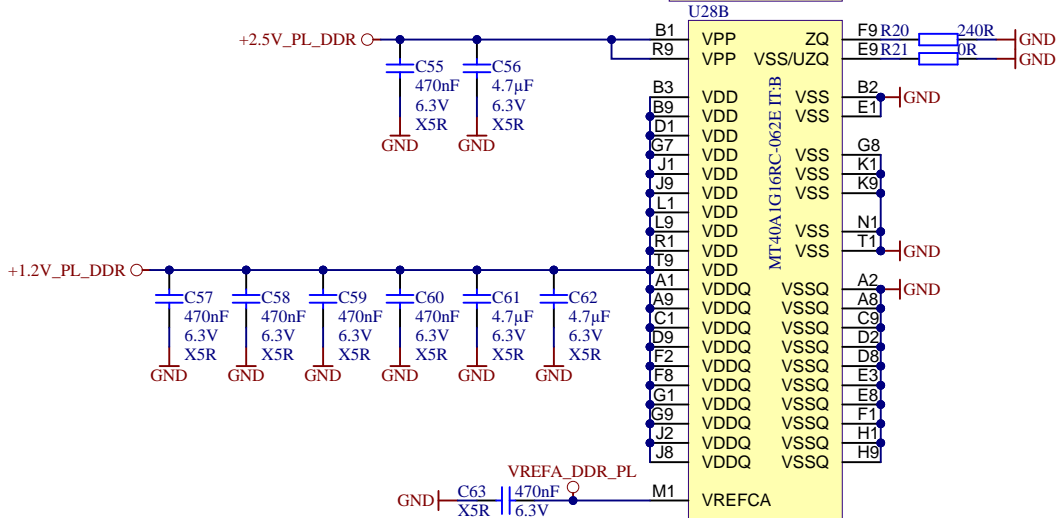 U28B
+2.5V_PL_DDR
B1 VPP ZQ F9 R20 240R GND
R9 VPP VSS/UZQ E9 R21 0R GND
C55 C56
470nF 4.7µF
6.3V 6.3V
X5R X5R
GND GND
B3 VDD VSS B2 GND
B9 VDD VSS E1
D1 VDD
G7 VDD VSS G8
J1 VDD VSS K1
J9 VDD VSS K9
L1 VDD
L9 VDD VSS N1
R1 VDD VSS T1 GND
T9 VDD
MT40A1G16RC-062E IT:B
+1.2V_PL_DDR
A1 VDDQ VSSQ A2 GND
A9 VDDQ VSSQ A8
C1 VDDQ VSSQ C9
D9 VDDQ VSSQ D2
F2 VDDQ VSSQ D8
F8 VDDQ VSSQ E3
G1 VDDQ VSSQ E8
G9 VDDQ VSSQ F1
J2 VDDQ VSSQ H1
J8 VDDQ VSSQ H9
C57 C58 C59 C60 C61 C62
470nF 470nF 470nF 470nF 4.7µF 4.7µF
6.3V 6.3V 6.3V 6.3V 6.3V 6.3V
X5R X5R X5R X5R X5R X5R
GND GND GND GND GND GND
VREFA_DDR_PL
GND C63 470nF M1 VREFCA
X5R 6.3V